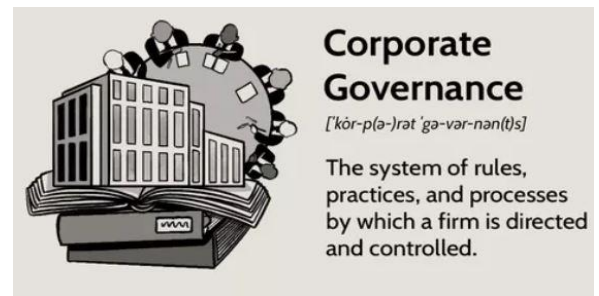 Corporate
Governance
['kȯr-p(ə-)rət 'gə-vər-nən(t)s]
The system of rules,
practices, and processes
by which a firm is directed
and controlled.